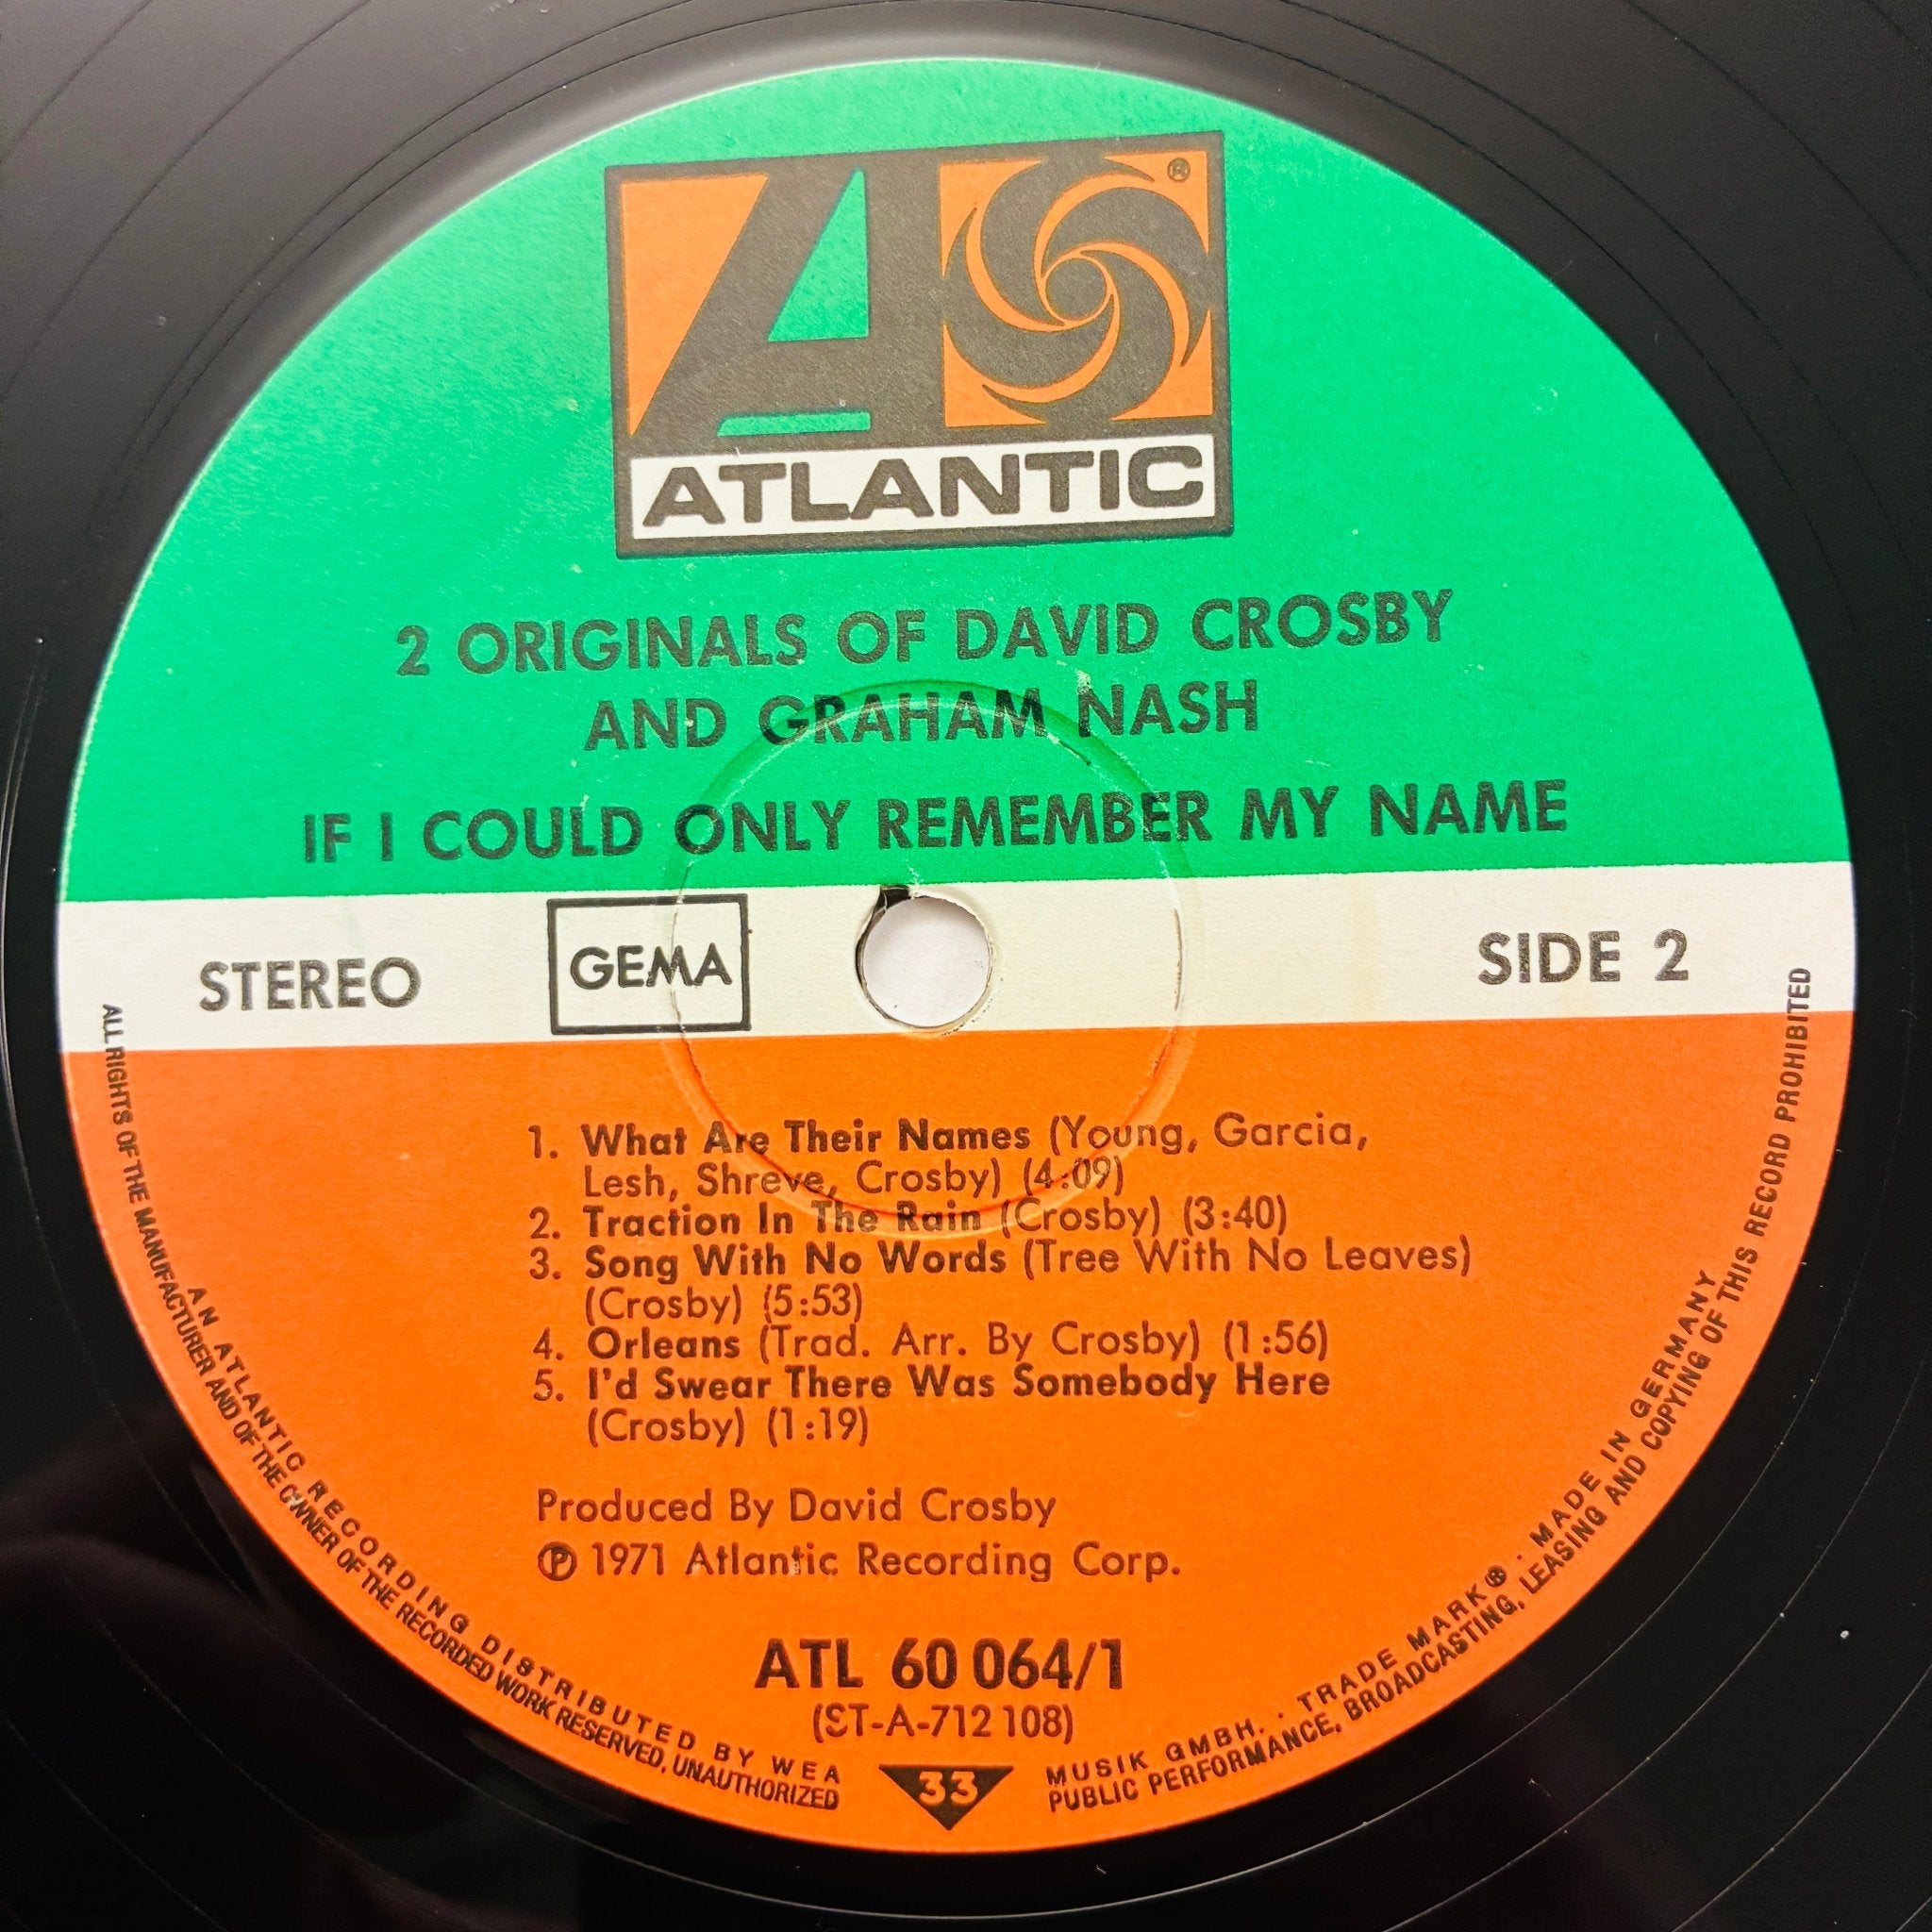 ATLANTIC
®
2 ORIGINALS OF DAVID CROSBY
AND GRAHAM NASH
IF I COULD ONLY REMEMBER MY NAME
STEREO GEMA SIDE 2
1. What Are Their Names (Young, Garcia,
Lesh, Shreve, Crosby) (4:09)
2. Traction In The Rain (Crosby) (3:40)
3. Song With No Words (Tree With No Leaves)
(Crosby) (5:53)
4. Orleans (Trad. Arr. By Crosby) (1:56)
5. I'd Swear There Was Somebody Here
(Crosby) (1:19)
Produced By David Crosby
Ⓟ 1971 Atlantic Recording Corp.
ATL 60 064/1
(ST-A-712 108)
33
AN ATLANTIC RECORDING DISTRIBUTED BY WEA MUSIK GMBH. · TRADE MARK® · MADE IN GERMANY
ALL RIGHTS OF THE MANUFACTURER AND OF THE OWNER OF THE RECORDED WORK RESERVED, UNAUTHORIZED PUBLIC PERFORMANCE, BROADCASTING, LEASING AND COPYING OF THIS RECORD PROHIBITED